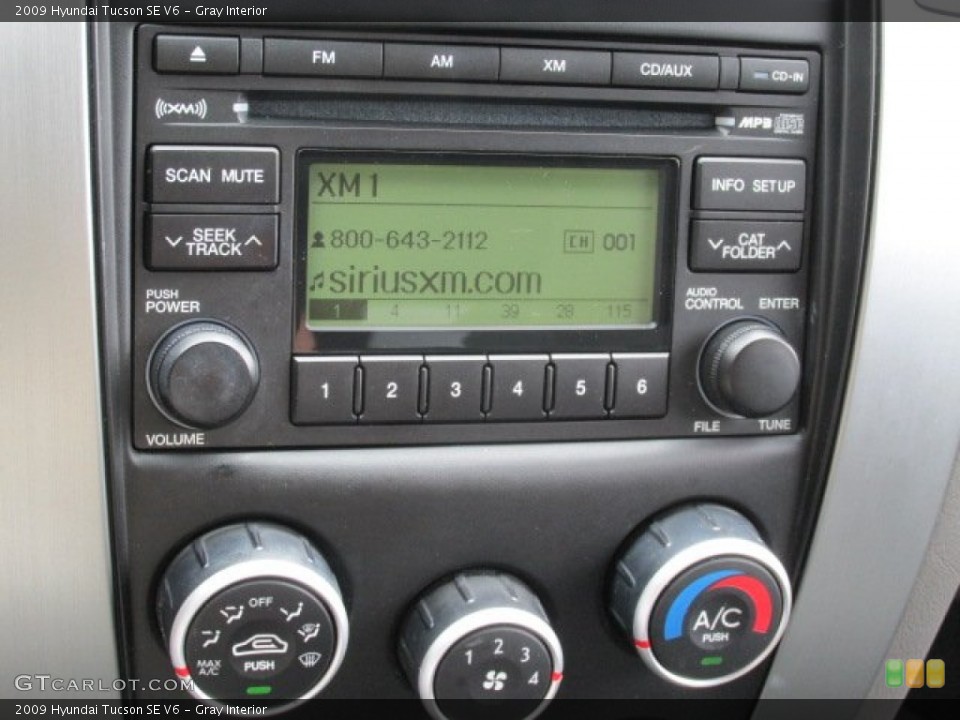 2009 Hyundai Tucson SE V6 - Gray Interior
FM AM XM CD/AUX CD-IN
((XM)) MP3 disc
SCAN MUTE
INFO SETUP
XM 1
SEEK
TRACK
800-643-2112 CH 001
CAT
FOLDER
siriusxm.com
1 4 11 39 28 115
PUSH
POWER
AUDIO
CONTROL ENTER
1 2 3 4 5 6
VOLUME
FILE TUNE
OFF
MAX
A/C
PUSH
1 2 3 4
A/C
PUSH
GTCARLOT.COM
2009 Hyundai Tucson SE V6 - Gray Interior